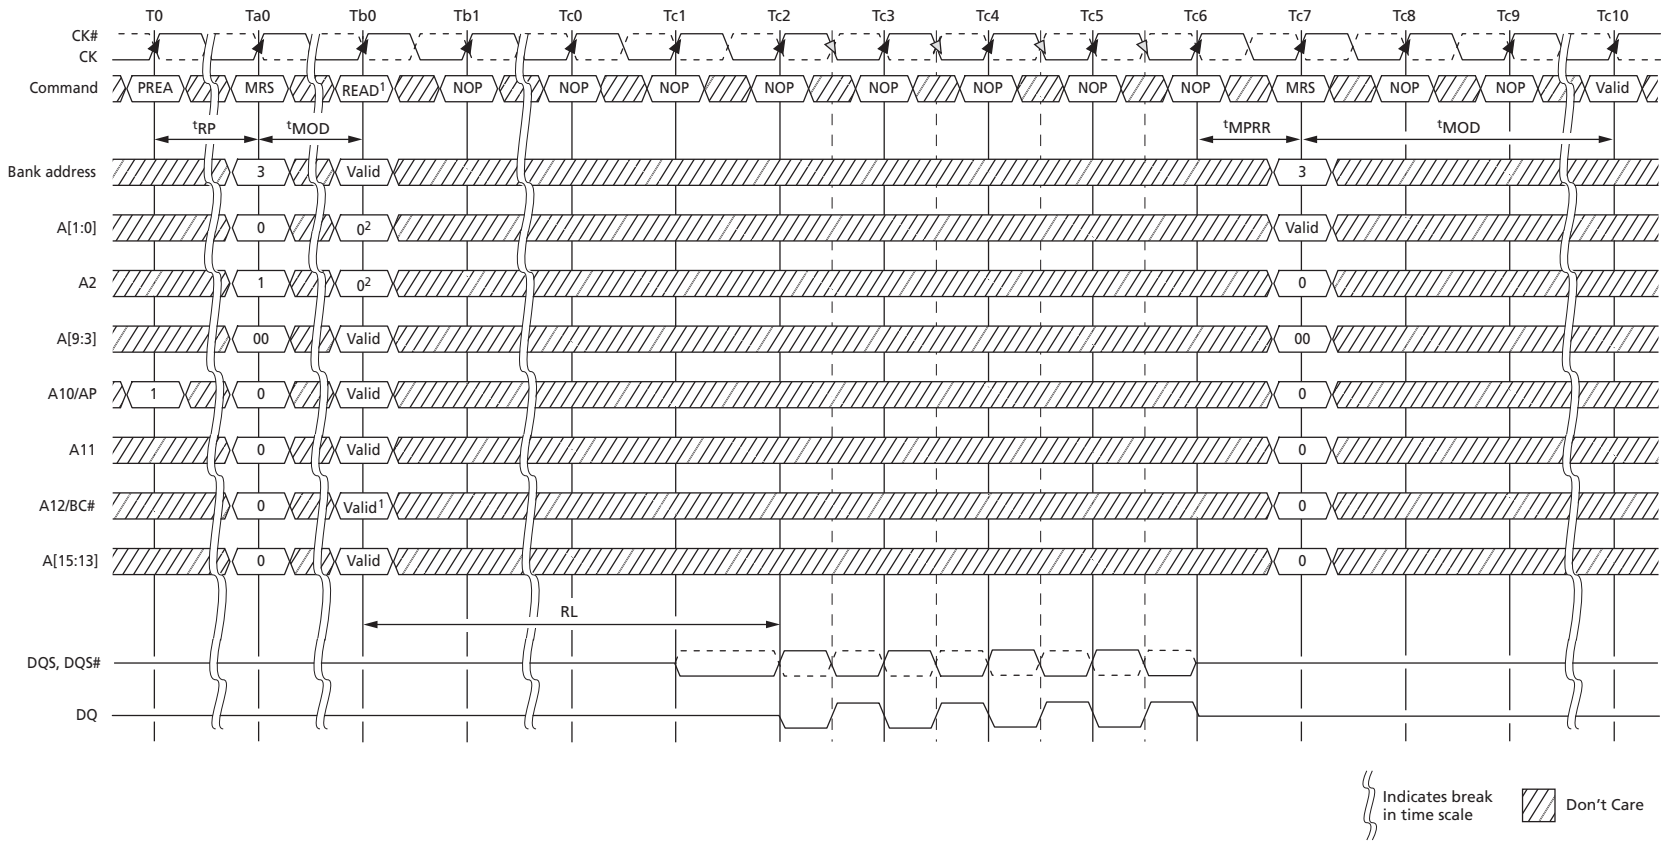 T0 Ta0 Tb0 Tb1 Tc0 Tc1 Tc2 Tc3 Tc4 Tc5 Tc6 Tc7 Tc8 Tc9 Tc10
CK#
CK
Command PREA MRS READ¹ NOP NOP NOP NOP NOP NOP NOP NOP MRS NOP NOP Valid
ᵗRP ᵗMOD ᵗMPRR ᵗMOD
Bank address 3 Valid 3
A[1:0] 0 0² Valid
A2 1 0² 0
A[9:3] 00 Valid 00
A10/AP 1 0 Valid 0
A11 0 Valid 0
A12/BC# 0 Valid¹ 0
A[15:13] 0 Valid 0
RL
DQS, DQS#
DQ
Indicates break
in time scale
Don’t Care